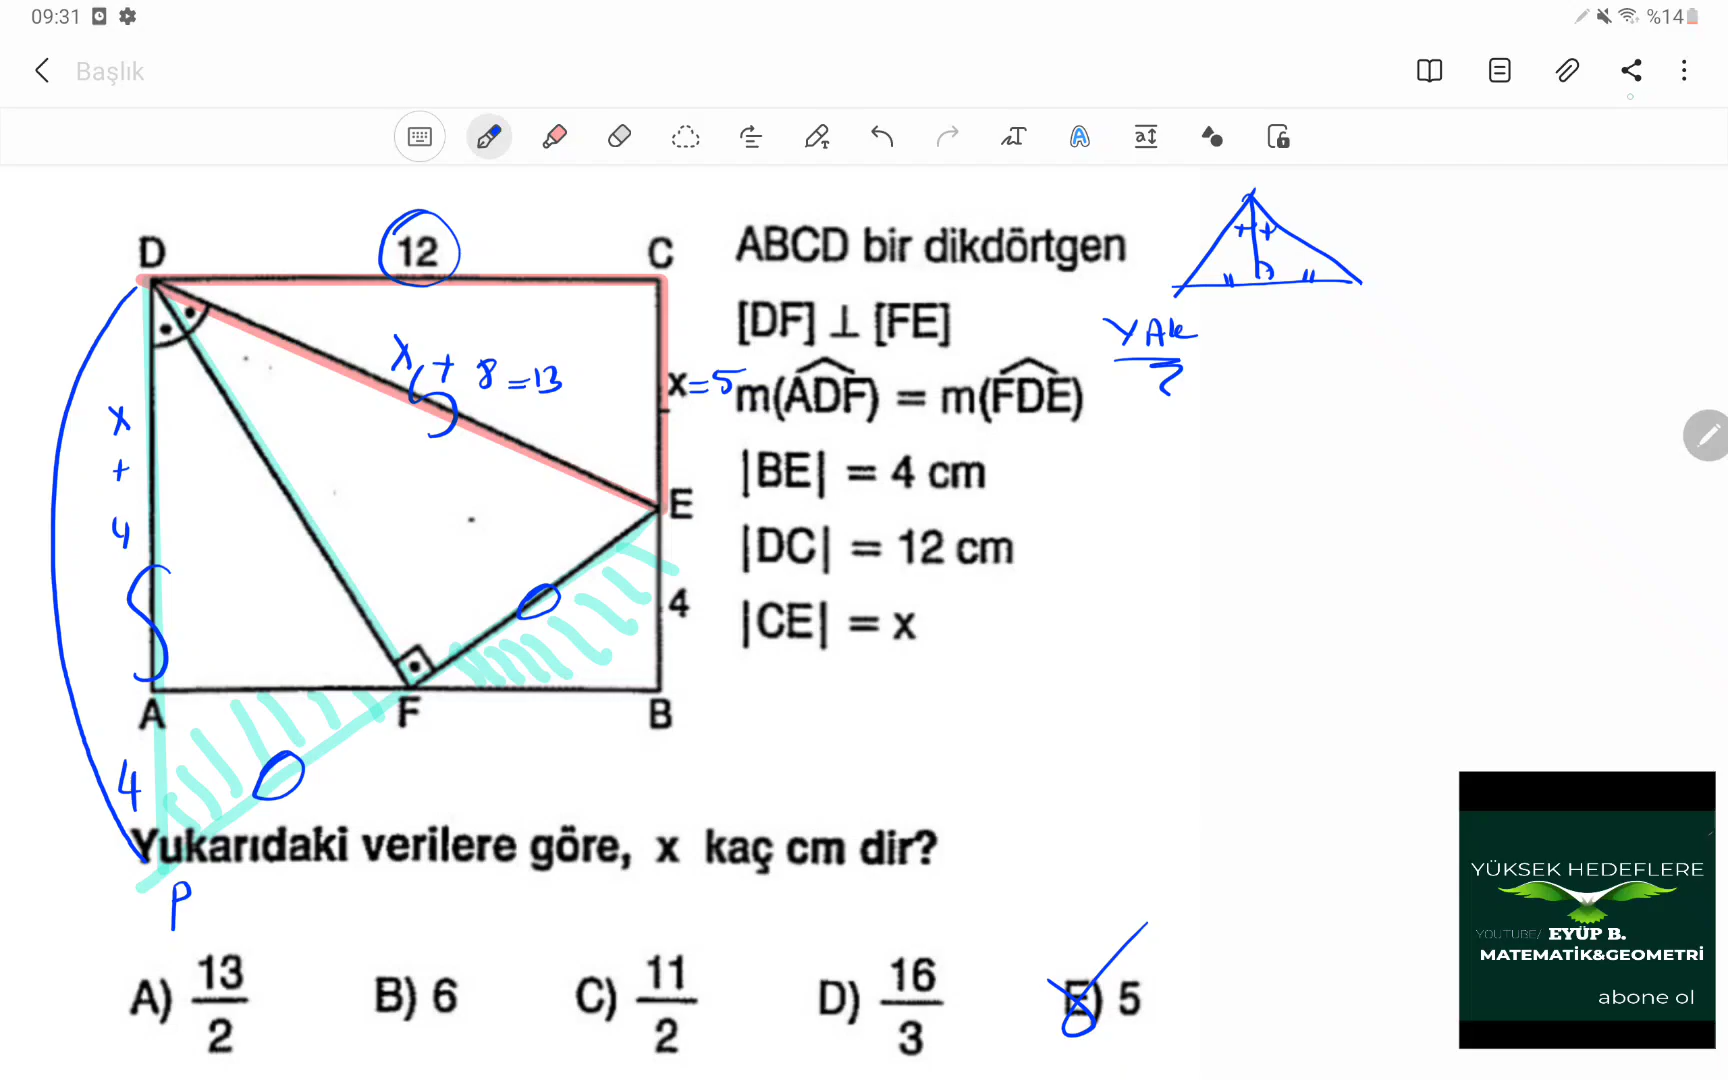 09:31
%14
Başlık
D
12
C
ABCD bir dikdörtgen
[DF] ⊥ [FE]
YAK
x + 8 = 13
x = 5
m(ADF) = m(FDE)
x
+
4
|BE| = 4 cm
E
|DC| = 12 cm
4
|CE| = x
A
F
B
4
Yukarıdaki verilere göre, x kaç cm dir?
P
A) 13/2
B) 6
C) 11/2
D) 16/3
E) 5
YÜKSEK HEDEFLERE
YOUTUBE/ EYÜP B.
MATEMATİK&GEOMETRİ
abone ol